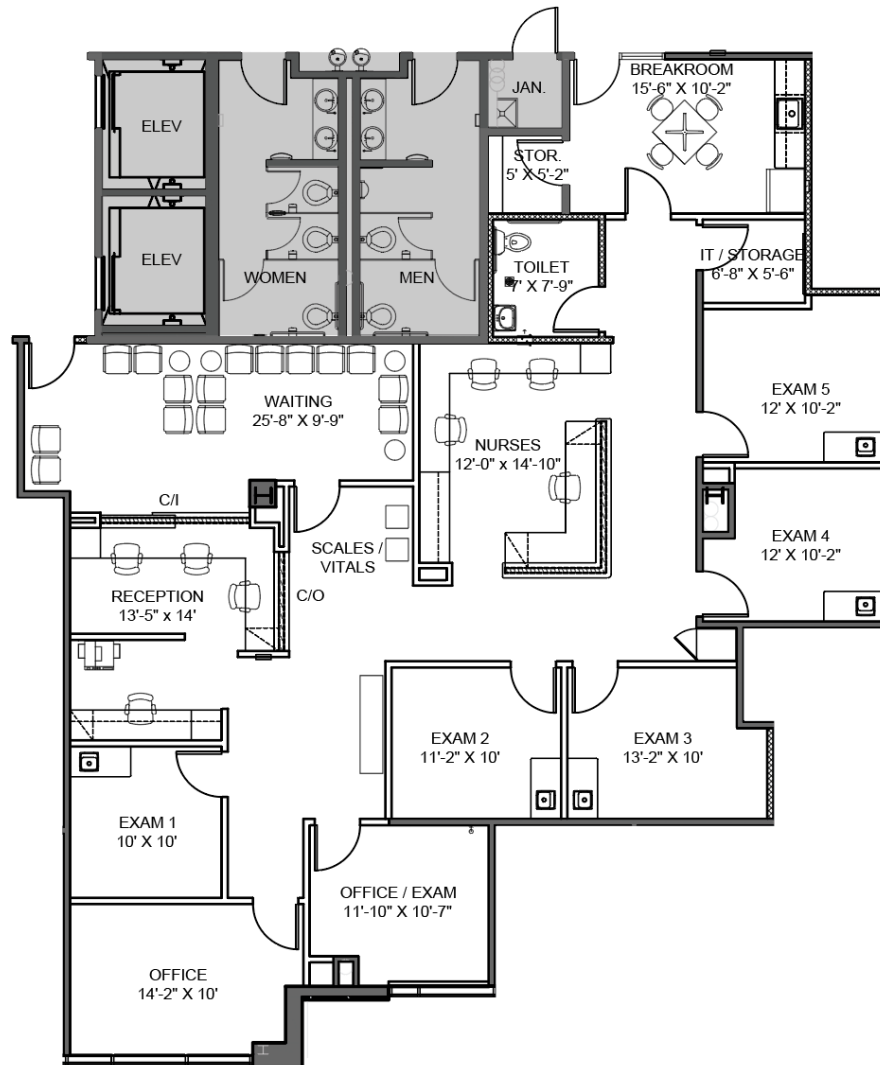 BREAKROOM
15'-6" X 10'-2"
JAN.
ELEV
STOR.
5' X 5'-2"
ELEV
WOMEN
MEN
TOILET
7' X 7'-9"
IT / STORAGE
6'-8" X 5'-6"
WAITING
25'-8" X 9'-9"
EXAM 5
12' X 10'-2"
NURSES
12'-0" x 14'-10"
C/I
SCALES /
VITALS
EXAM 4
12' X 10'-2"
RECEPTION
13'-5" x 14'
C/O
EXAM 2
11'-2" X 10'
EXAM 3
13'-2" X 10'
EXAM 1
10' X 10'
OFFICE / EXAM
11'-10" X 10'-7"
OFFICE
14'-2" X 10'